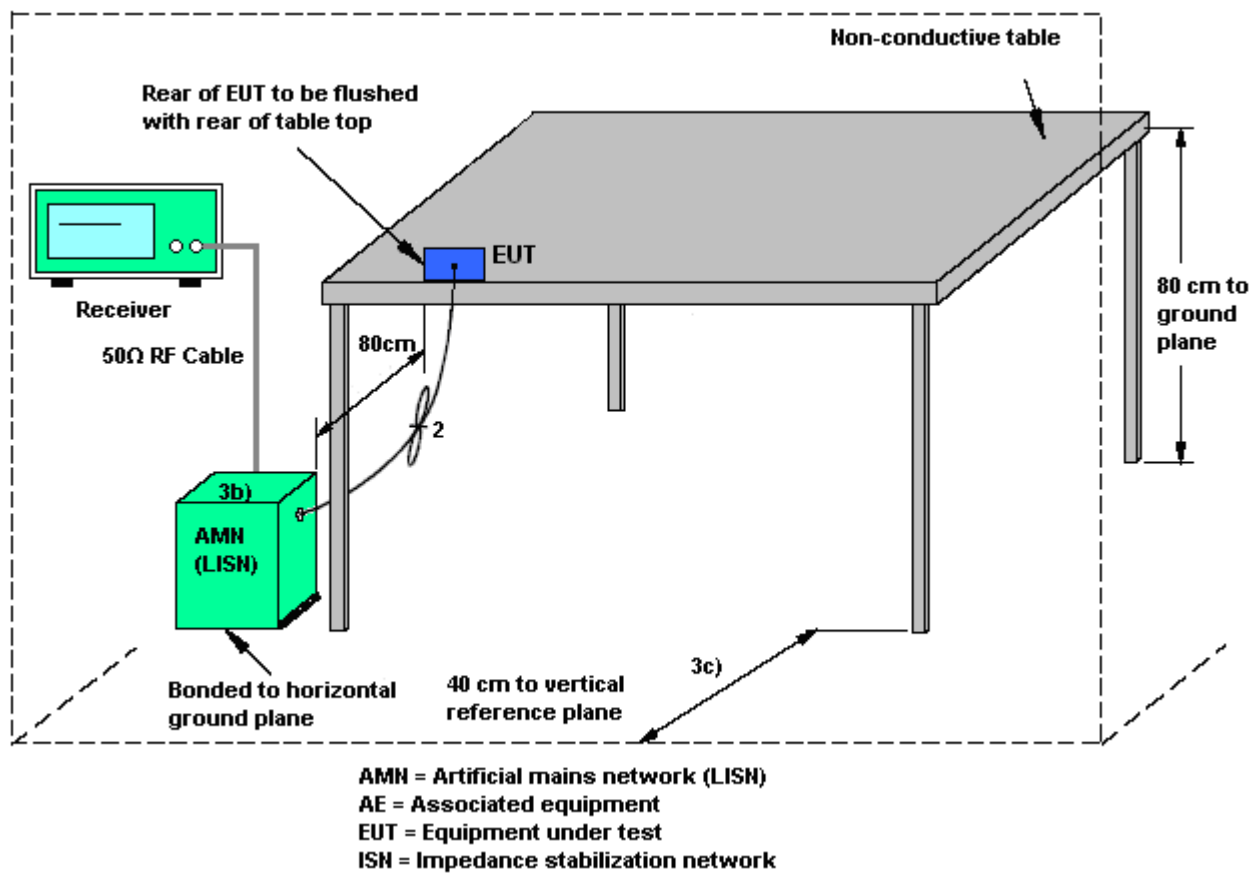 Non-conductive table
Rear of EUT to be flushed
with rear of table top
EUT
Receiver
80 cm to
ground
plane
80cm
50Ω RF Cable
2
3b)
AMN
(LISN)
3c)
Bonded to horizontal
ground plane
40 cm to vertical
reference plane
AMN = Artificial mains network (LISN)
AE = Associated equipment
EUT = Equipment under test
ISN = Impedance stabilization network